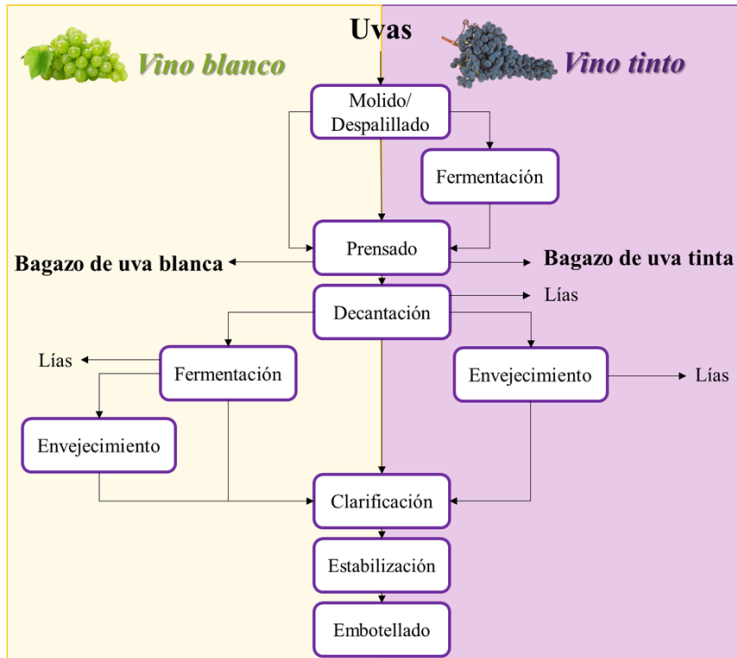 Uvas
Vino blanco
Vino tinto
Molido/
Despalillado
Fermentación
Prensado
Bagazo de uva blanca
Bagazo de uva tinta
Lías
Decantación
Lías
Fermentación
Envejecimiento
Lías
Envejecimiento
Clarificación
Estabilización
Embotellado